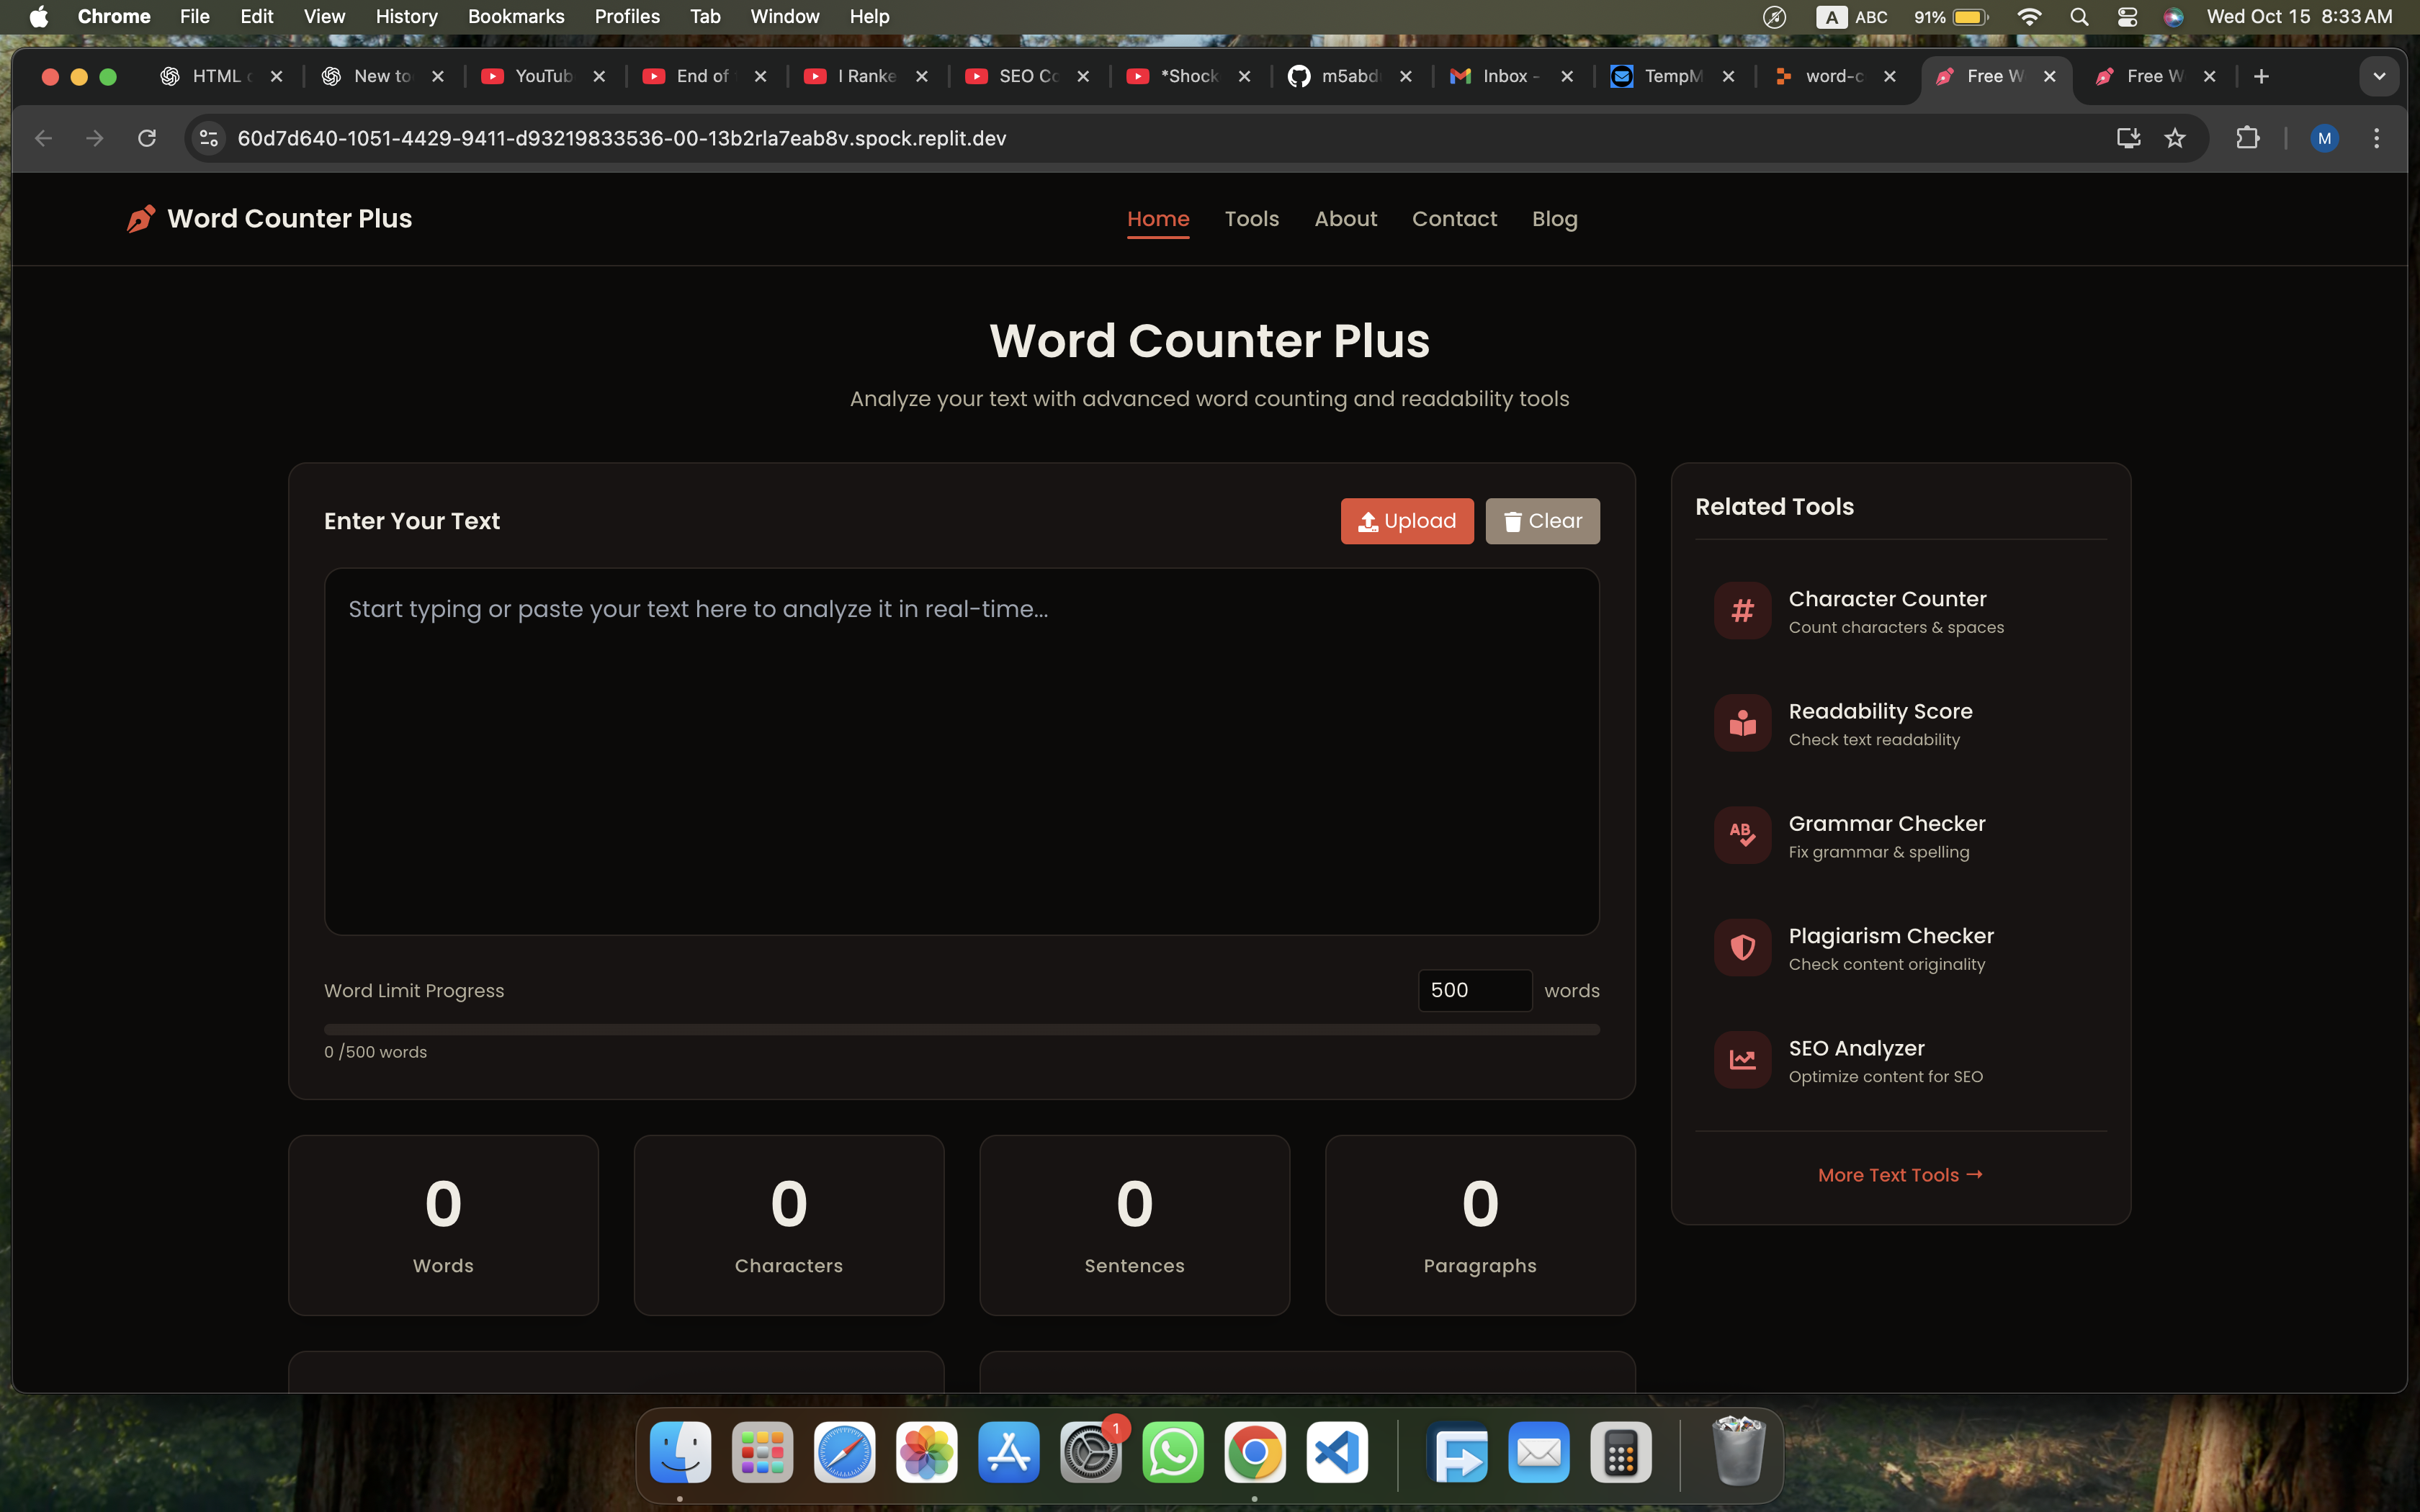 Chrome File Edit View History Bookmarks Profiles Tab Window Help A ABC 91% Wed Oct 15 8:33 AM
HTML New to YouTub End of I Ranke SEO Co *Shock m5abd Inbox - TempM word-c Free W Free W
60d7d640-1051-4429-9411-d93219833536-00-13b2rla7eab8v.spock.replit.dev M
Word Counter Plus Home Tools About Contact Blog
Word Counter Plus
Analyze your text with advanced word counting and readability tools
Enter Your Text Upload Clear
Start typing or paste your text here to analyze it in real-time...
Word Limit Progress 500 words
0 /500 words
0 0 0 0
Words Characters Sentences Paragraphs
Related Tools
Character Counter
Count characters & spaces
Readability Score
Check text readability
AB
Grammar Checker
Fix grammar & spelling
Plagiarism Checker
Check content originality
SEO Analyzer
Optimize content for SEO
More Text Tools →
1